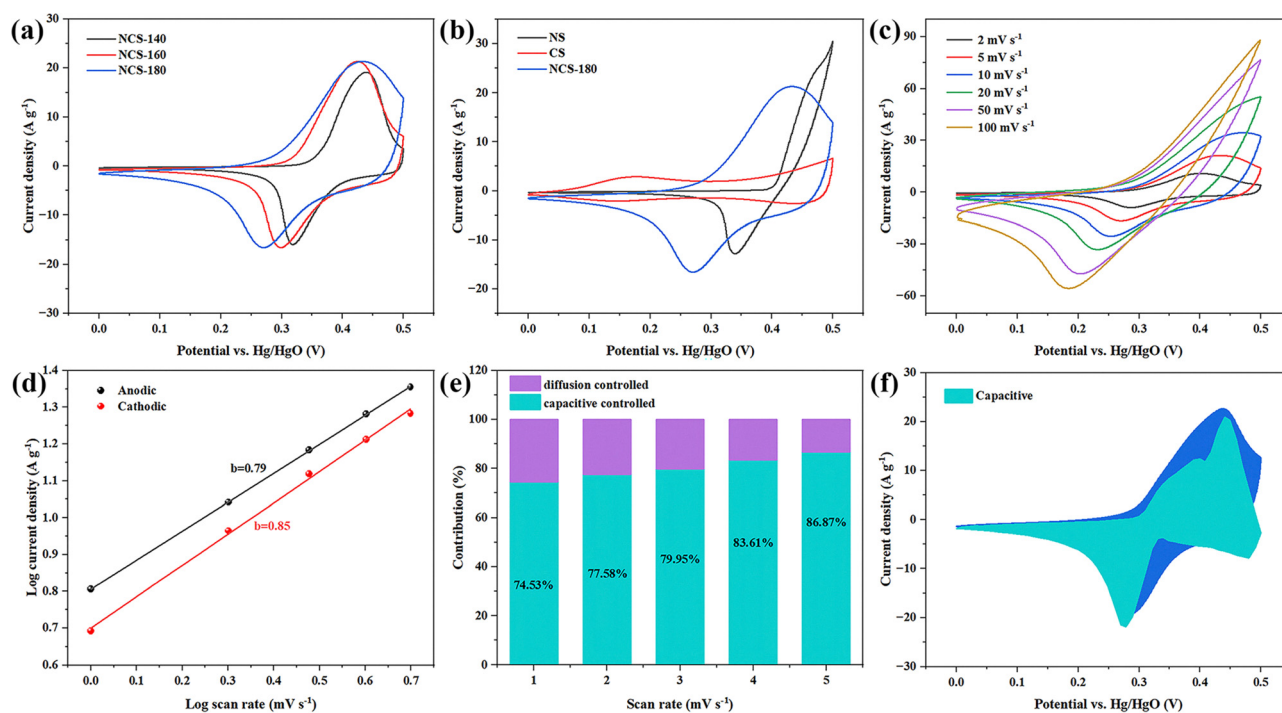 (a)
NCS-140
NCS-160
NCS-180
30
20
10
0
−10
−20
−30
Current density (A g⁻¹)
0.0 0.1 0.2 0.3 0.4 0.5
Potential vs. Hg/HgO (V)
(b)
NS
CS
NCS-180
30
20
10
0
−10
−20
Current density (A g⁻¹)
0.0 0.1 0.2 0.3 0.4 0.5
Potential vs. Hg/HgO (V)
(c)
2 mV s⁻¹
5 mV s⁻¹
10 mV s⁻¹
20 mV s⁻¹
50 mV s⁻¹
100 mV s⁻¹
90
60
30
0
−30
−60
Current density (A g⁻¹)
0.0 0.1 0.2 0.3 0.4 0.5
Potential vs. Hg/HgO (V)
(d)
Anodic
Cathodic
1.4
1.3
1.2
1.1
1.0
0.9
0.8
0.7
0.6
Log current density (A g⁻¹)
b=0.79
b=0.85
0.0 0.1 0.2 0.3 0.4 0.5 0.6 0.7
Log scan rate (mV s⁻¹)
(e)
diffusion controlled
capacitive controlled
120
100
80
60
40
20
0
Contribution (%)
74.53%
77.58%
79.95%
83.61%
86.87%
1 2 3 4 5
Scan rate (mV s⁻¹)
(f)
Capacitive
30
20
10
0
−10
−20
−30
Current density (A g⁻¹)
0.0 0.1 0.2 0.3 0.4 0.5
Potential vs. Hg/HgO (V)